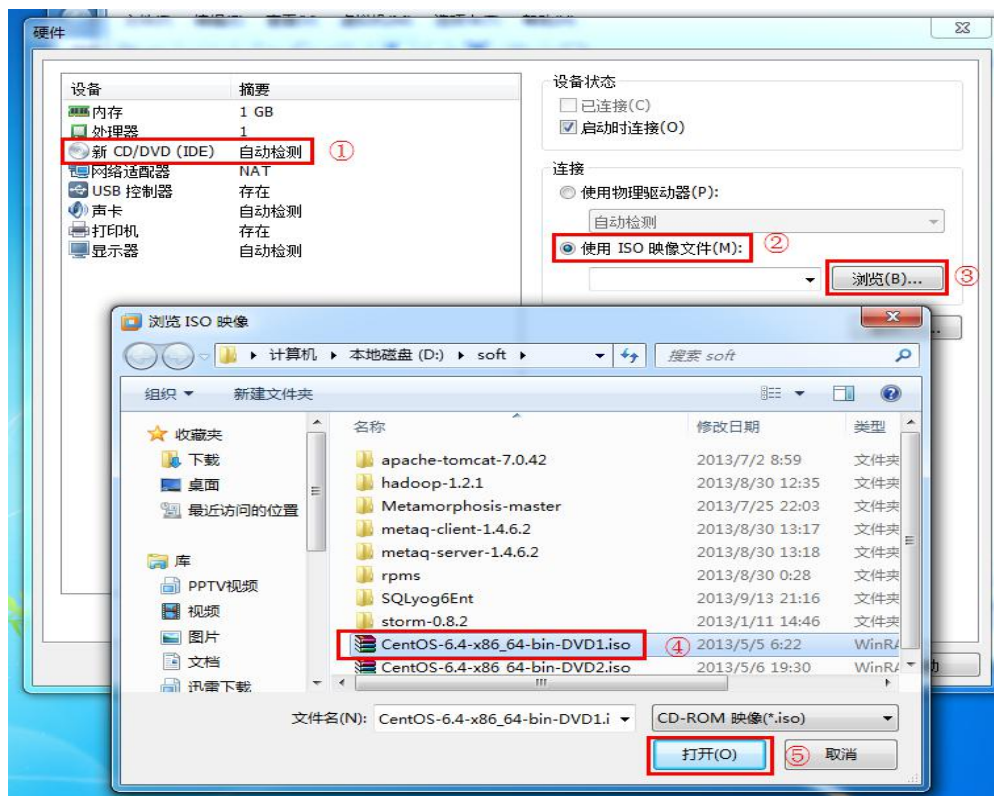 硬件
设备 摘要
内存 1 GB
处理器 1
新 CD/DVD (IDE) 自动检测 ①
网络适配器 NAT
USB 控制器 存在
声卡 自动检测
打印机 存在
显示器 自动检测
设备状态
已连接(C)
启动时连接(O)
连接
使用物理驱动器(P):
自动检测
使用 ISO 映像文件(M): ②
浏览(B)... ③
浏览 ISO 映像
计算机 本地磁盘 (D:) soft
搜索 soft
组织 新建文件夹
收藏夹
下载
桌面
最近访问的位置
库
PPTV视频
视频
图片
文档
迅雷下载
名称 修改日期 类型
apache-tomcat-7.0.42 2013/7/2 8:59 文件夹
hadoop-1.2.1 2013/8/30 12:35 文件夹
Metamorphosis-master 2013/7/25 22:03 文件夹
metaq-client-1.4.6.2 2013/8/30 13:17 文件夹
metaq-server-1.4.6.2 2013/8/30 13:18 文件夹
rpms 2013/8/30 0:28 文件夹
SQLyog6Ent 2013/9/13 21:16 文件夹
storm-0.8.2 2013/1/11 14:46 文件夹
CentOS-6.4-x86_64-bin-DVD1.iso ④ 2013/5/5 6:22 WinRA
CentOS-6.4-x86_64-bin-DVD2.iso 2013/5/6 19:30 WinRA
文件名(N): CentOS-6.4-x86_64-bin-DVD1.i CD-ROM 映像(*.iso)
打开(O) ⑤ 取消